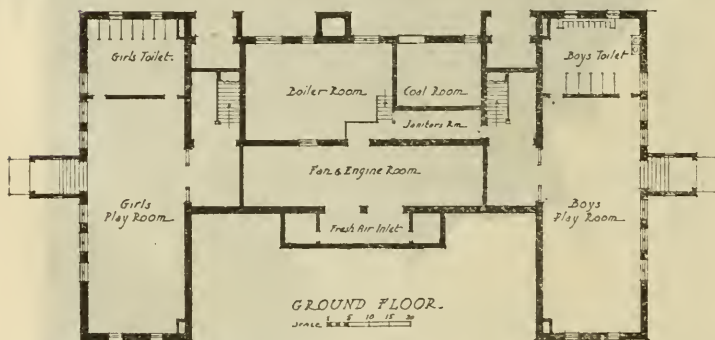 Girls Toilet.
Boiler Room
Coal Room
Boys Toilet
Janitors Rm.
Fan & Engine Room
Girls
Play Room
Boys
Play Room
Fresh Air Inlet
GROUND FLOOR.
SCALE 1 5 10 15 20